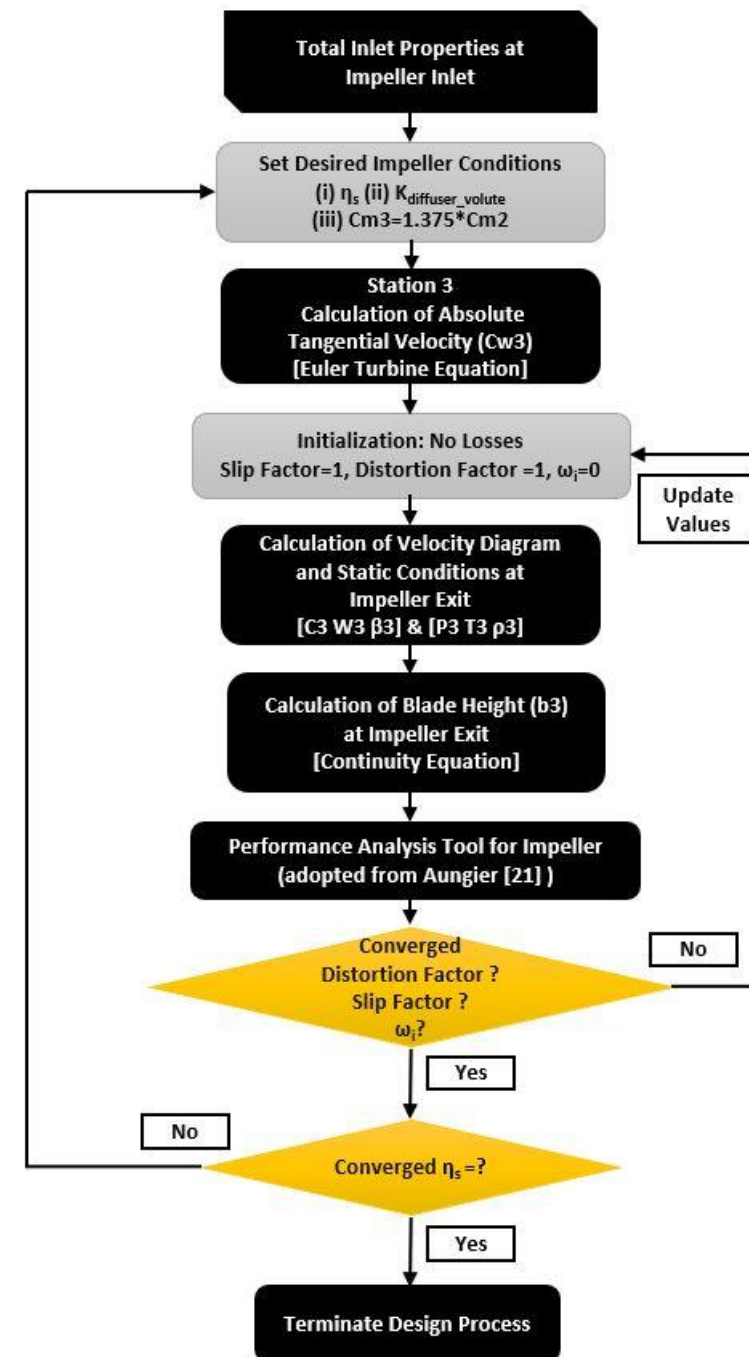 Total Inlet Properties at
Impeller Inlet
Set Desired Impeller Conditions
(i) ηs (ii) Kdiffuser_volute
(iii) Cm3=1.375*Cm2
Station 3
Calculation of Absolute
Tangential Velocity (Cw3)
[Euler Turbine Equation]
Initialization: No Losses
Slip Factor=1, Distortion Factor =1, ωi=0
Update
Values
Calculation of Velocity Diagram
and Static Conditions at
Impeller Exit
[C3 W3 β3] & [P3 T3 ρ3]
Calculation of Blade Height (b3)
at Impeller Exit
[Continuity Equation]
Performance Analysis Tool for Impeller
(adopted from Aungier [21] )
Converged
Distortion Factor ?
Slip Factor ?
ωi?
No
Yes
No
Converged ηs =?
Yes
Terminate Design Process